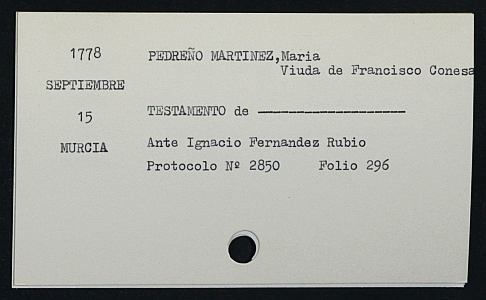 1778
PEDREÑO MARTINEZ, Maria
Viuda de Francisco Conesa
SEPTIEMBRE
15
TESTAMENTO de -------------------
MURCIA
Ante Ignacio Fernandez Rubio
Protocolo Nº 2850 Folio 296